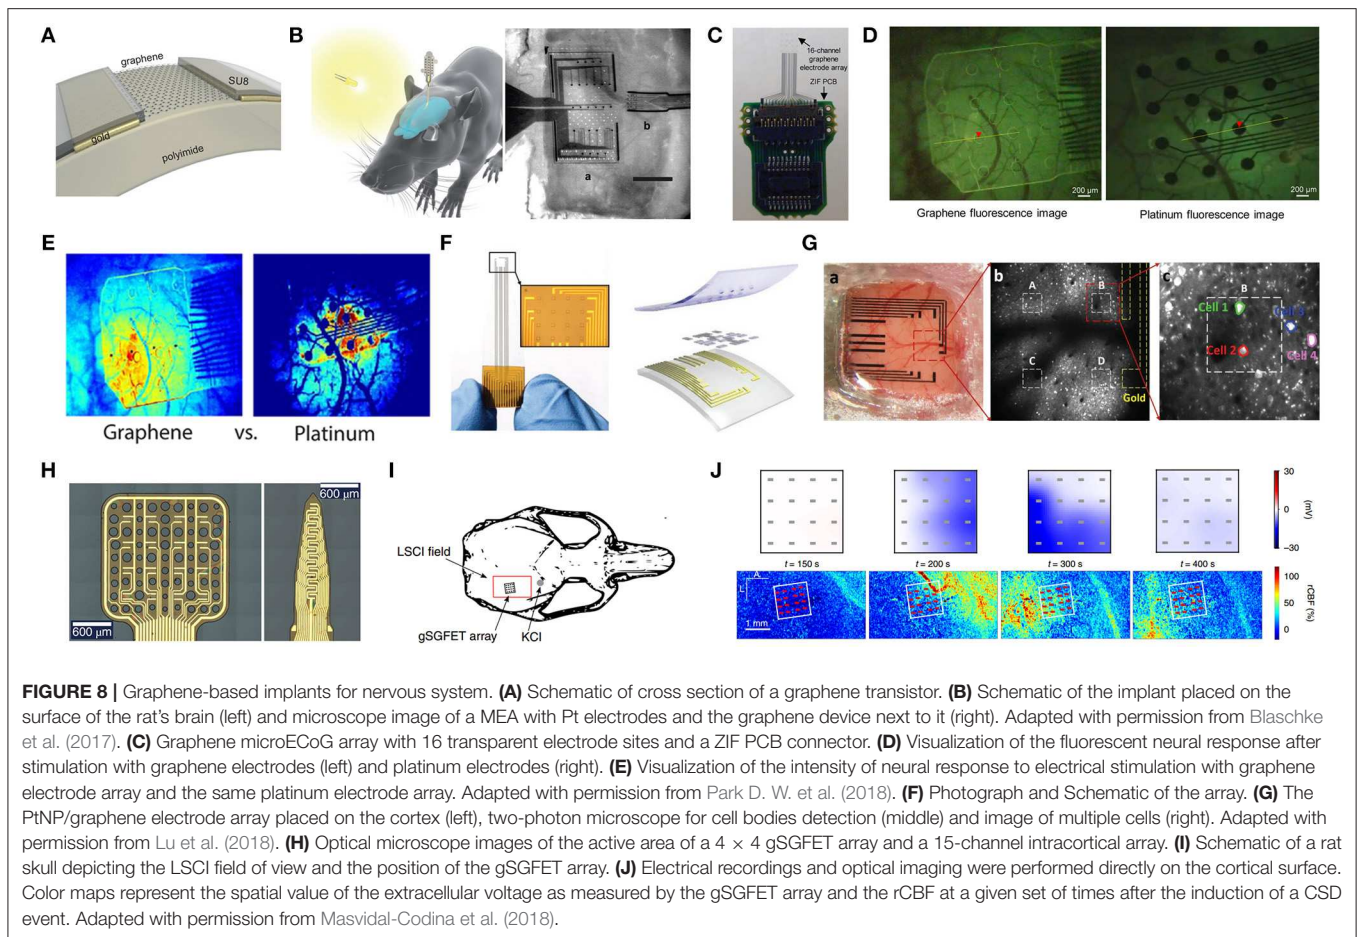 A
graphene
SU8
gold
polyimide
B
a
b
C
16-channel
graphene
electrode array
ZIF PCB
D
200 µm
200 µm
Graphene fluorescence image
Platinum fluorescence image
E
Graphene vs. Platinum
F
G
a
b
A
B
C
D
Gold
c
B
Cell 1
Cell 2
Cell 3
Cell 4
H
600 µm
600 µm
I
LSCI field
gSGFET
array
KCl
J
30
(mV)
−30
t = 150 s
t = 200 s
t = 300 s
t = 400 s
A
L
1 mm
100
50
0
rCBF
(%)
FIGURE 8 | Graphene-based implants for nervous system. (A) Schematic of cross section of a graphene transistor. (B) Schematic of the implant placed on the
surface of the rat's brain (left) and microscope image of a MEA with Pt electrodes and the graphene device next to it (right). Adapted with permission from Blaschke
et al. (2017). (C) Graphene microECoG array with 16 transparent electrode sites and a ZIF PCB connector. (D) Visualization of the fluorescent neural response after
stimulation with graphene electrodes (left) and platinum electrodes (right). (E) Visualization of the intensity of neural response to electrical stimulation with graphene
electrode array and the same platinum electrode array. Adapted with permission from Park D. W. et al. (2018). (F) Photograph and Schematic of the array. (G) The
PtNP/graphene electrode array placed on the cortex (left), two-photon microscope for cell bodies detection (middle) and image of multiple cells (right). Adapted with
permission from Lu et al. (2018). (H) Optical microscope images of the active area of a 4 × 4 gSGFET array and a 15-channel intracortical array. (I) Schematic of a rat
skull depicting the LSCI field of view and the position of the gSGFET array. (J) Electrical recordings and optical imaging were performed directly on the cortical surface.
Color maps represent the spatial value of the extracellular voltage as measured by the gSGFET array and the rCBF at a given set of times after the induction of a CSD
event. Adapted with permission from Masvidal-Codina et al. (2018).